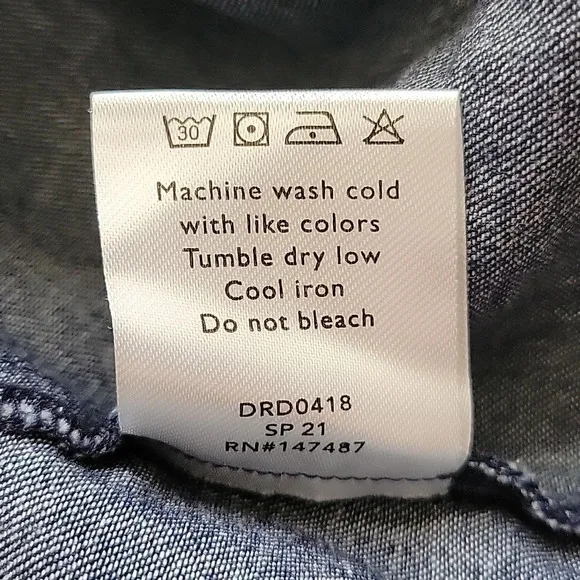 30
Machine wash cold
with like colors
Tumble dry low
Cool iron
Do not bleach
DRD0418
SP 21
RN#147487